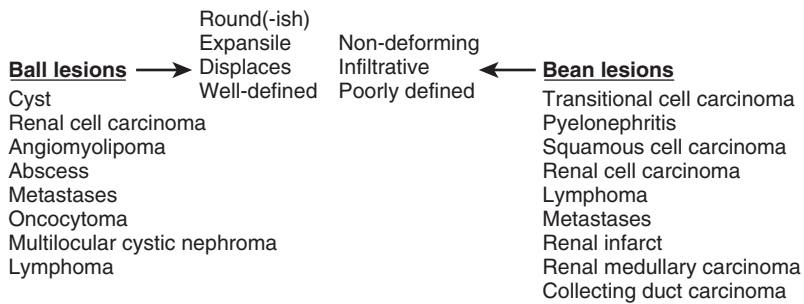 Round(-ish)
Expansile
Displaces
Well-defined
Non-deforming
Infiltrative
Poorly defined
Ball lesions
Cyst
Renal cell carcinoma
Angiomyolipoma
Abscess
Metastases
Oncocytoma
Multilocular cystic nephroma
Lymphoma
Bean lesions
Transitional cell carcinoma
Pyelonephritis
Squamous cell carcinoma
Renal cell carcinoma
Lymphoma
Metastases
Renal infarct
Renal medullary carcinoma
Collecting duct carcinoma